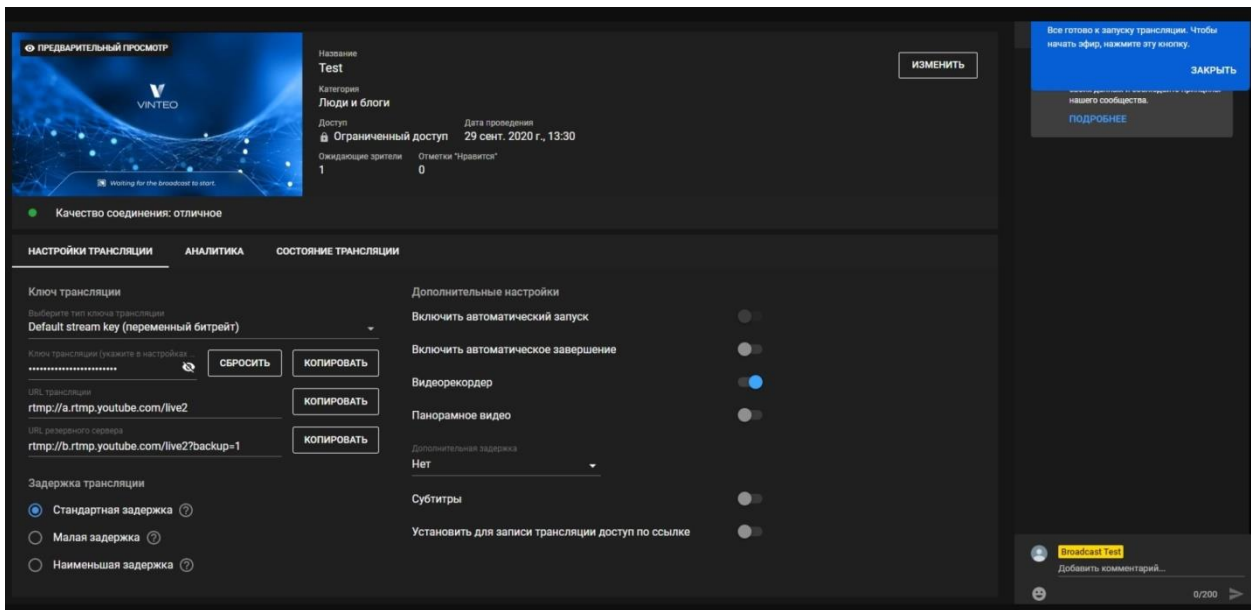 ПРЕДВАРИТЕЛЬНЫЙ ПРОСМОТР
VINTEO
Waiting for the broadcast to start.
Название
Test
Категория
Люди и блоги
Доступ
Дата проведения
Ограниченный доступ
29 сент. 2020 г., 13:30
Ожидающие зрители
Отметки "Нравится"
1
0
ИЗМЕНИТЬ
Качество соединения: отличное
НАСТРОЙКИ ТРАНСЛЯЦИИ
АНАЛИТИКА
СОСТОЯНИЕ ТРАНСЛЯЦИИ
Ключ трансляции
Выберите тип ключа трансляции
Default stream key (переменный битрейт)
Ключ трансляции (укажите в настройках ...
••••••••••••••••••••••••
СБРОСИТЬ
КОПИРОВАТЬ
URL трансляции
rtmp://a.rtmp.youtube.com/live2
КОПИРОВАТЬ
URL резервного сервера
rtmp://b.rtmp.youtube.com/live2?backup=1
КОПИРОВАТЬ
Задержка трансляции
Стандартная задержка
Малая задержка
Наименьшая задержка
Дополнительные настройки
Включить автоматический запуск
Включить автоматическое завершение
Видеорекордер
Панорамное видео
Дополнительная задержка
Нет
Субтитры
Установить для записи трансляции доступ по ссылке
Все готово к запуску трансляции. Чтобы
начать эфир, нажмите эту кнопку.
ЗАКРЫТЬ
нашего сообщества.
ПОДРОБНЕЕ
Broadcast Test
Добавить комментарий...
0/200